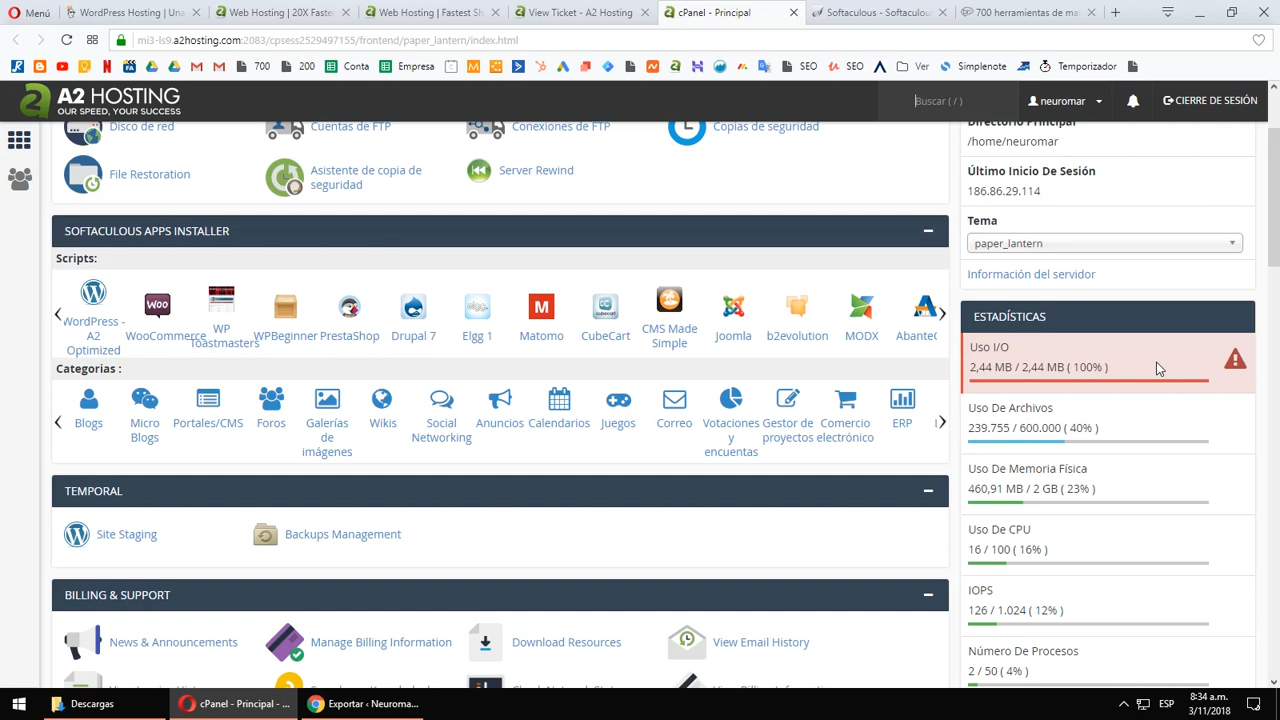 Menú
WordPress Hosting | Una
Web Hosting | 20X Faste
Web Hosting | Fastest Sh
View Ticket - A2 Hosting
cPanel - Principal
Softaculous - Softaculou
700 herramientas de ma
mi3-ls9.a2hosting.com:2083/cpsess2529497155/frontend/paper_lantern/index.html
700
200
Conta
Empresa
SEO
SEO
Ver
Simplenote
Temporizador
A2 HOSTING
OUR SPEED, YOUR SUCCESS
Buscar ( / )
neuromar
CIERRE DE SESIÓN
Disco de red
Cuentas de FTP
Conexiones de FTP
Copias de seguridad
File Restoration
Asistente de copia de
seguridad
Server Rewind
SOFTACULOUS APPS INSTALLER
Scripts:
WordPress -
A2
Optimized
WooCommerce
WP
Toastmasters
WPBeginner
PrestaShop
Drupal 7
Elgg 1
Matomo
CubeCart
CMS Made
Simple
Joomla
b2evolution
MODX
AbanteC
Categorias :
Blogs
Micro
Blogs
Portales/CMS
Foros
Galerías
de
imágenes
Wikis
Social
Networking
Anuncios
Calendarios
Juegos
Correo
Votaciones
y
encuentas
Gestor de
proyectos
Comercio
electrónico
ERP
TEMPORAL
Site Staging
Backups Management
BILLING & SUPPORT
News & Announcements
Manage Billing Information
Download Resources
View Email History
Directorio Principal
/home/neuromar
Último Inicio De Sesión
186.86.29.114
Tema
paper_lantern
Información del servidor
ESTADÍSTICAS
Uso I/O
2,44 MB / 2,44 MB ( 100% )
Uso De Archivos
239.755 / 600.000 ( 40% )
Uso De Memoria Física
460,91 MB / 2 GB ( 23% )
Uso De CPU
16 / 100 ( 16% )
IOPS
126 / 1.024 ( 12% )
Número De Procesos
2 / 50 ( 4% )
Descargas
cPanel - Principal - ...
Exportar ‹ Neuroma...
ESP
8:34 a.m.
3/11/2018